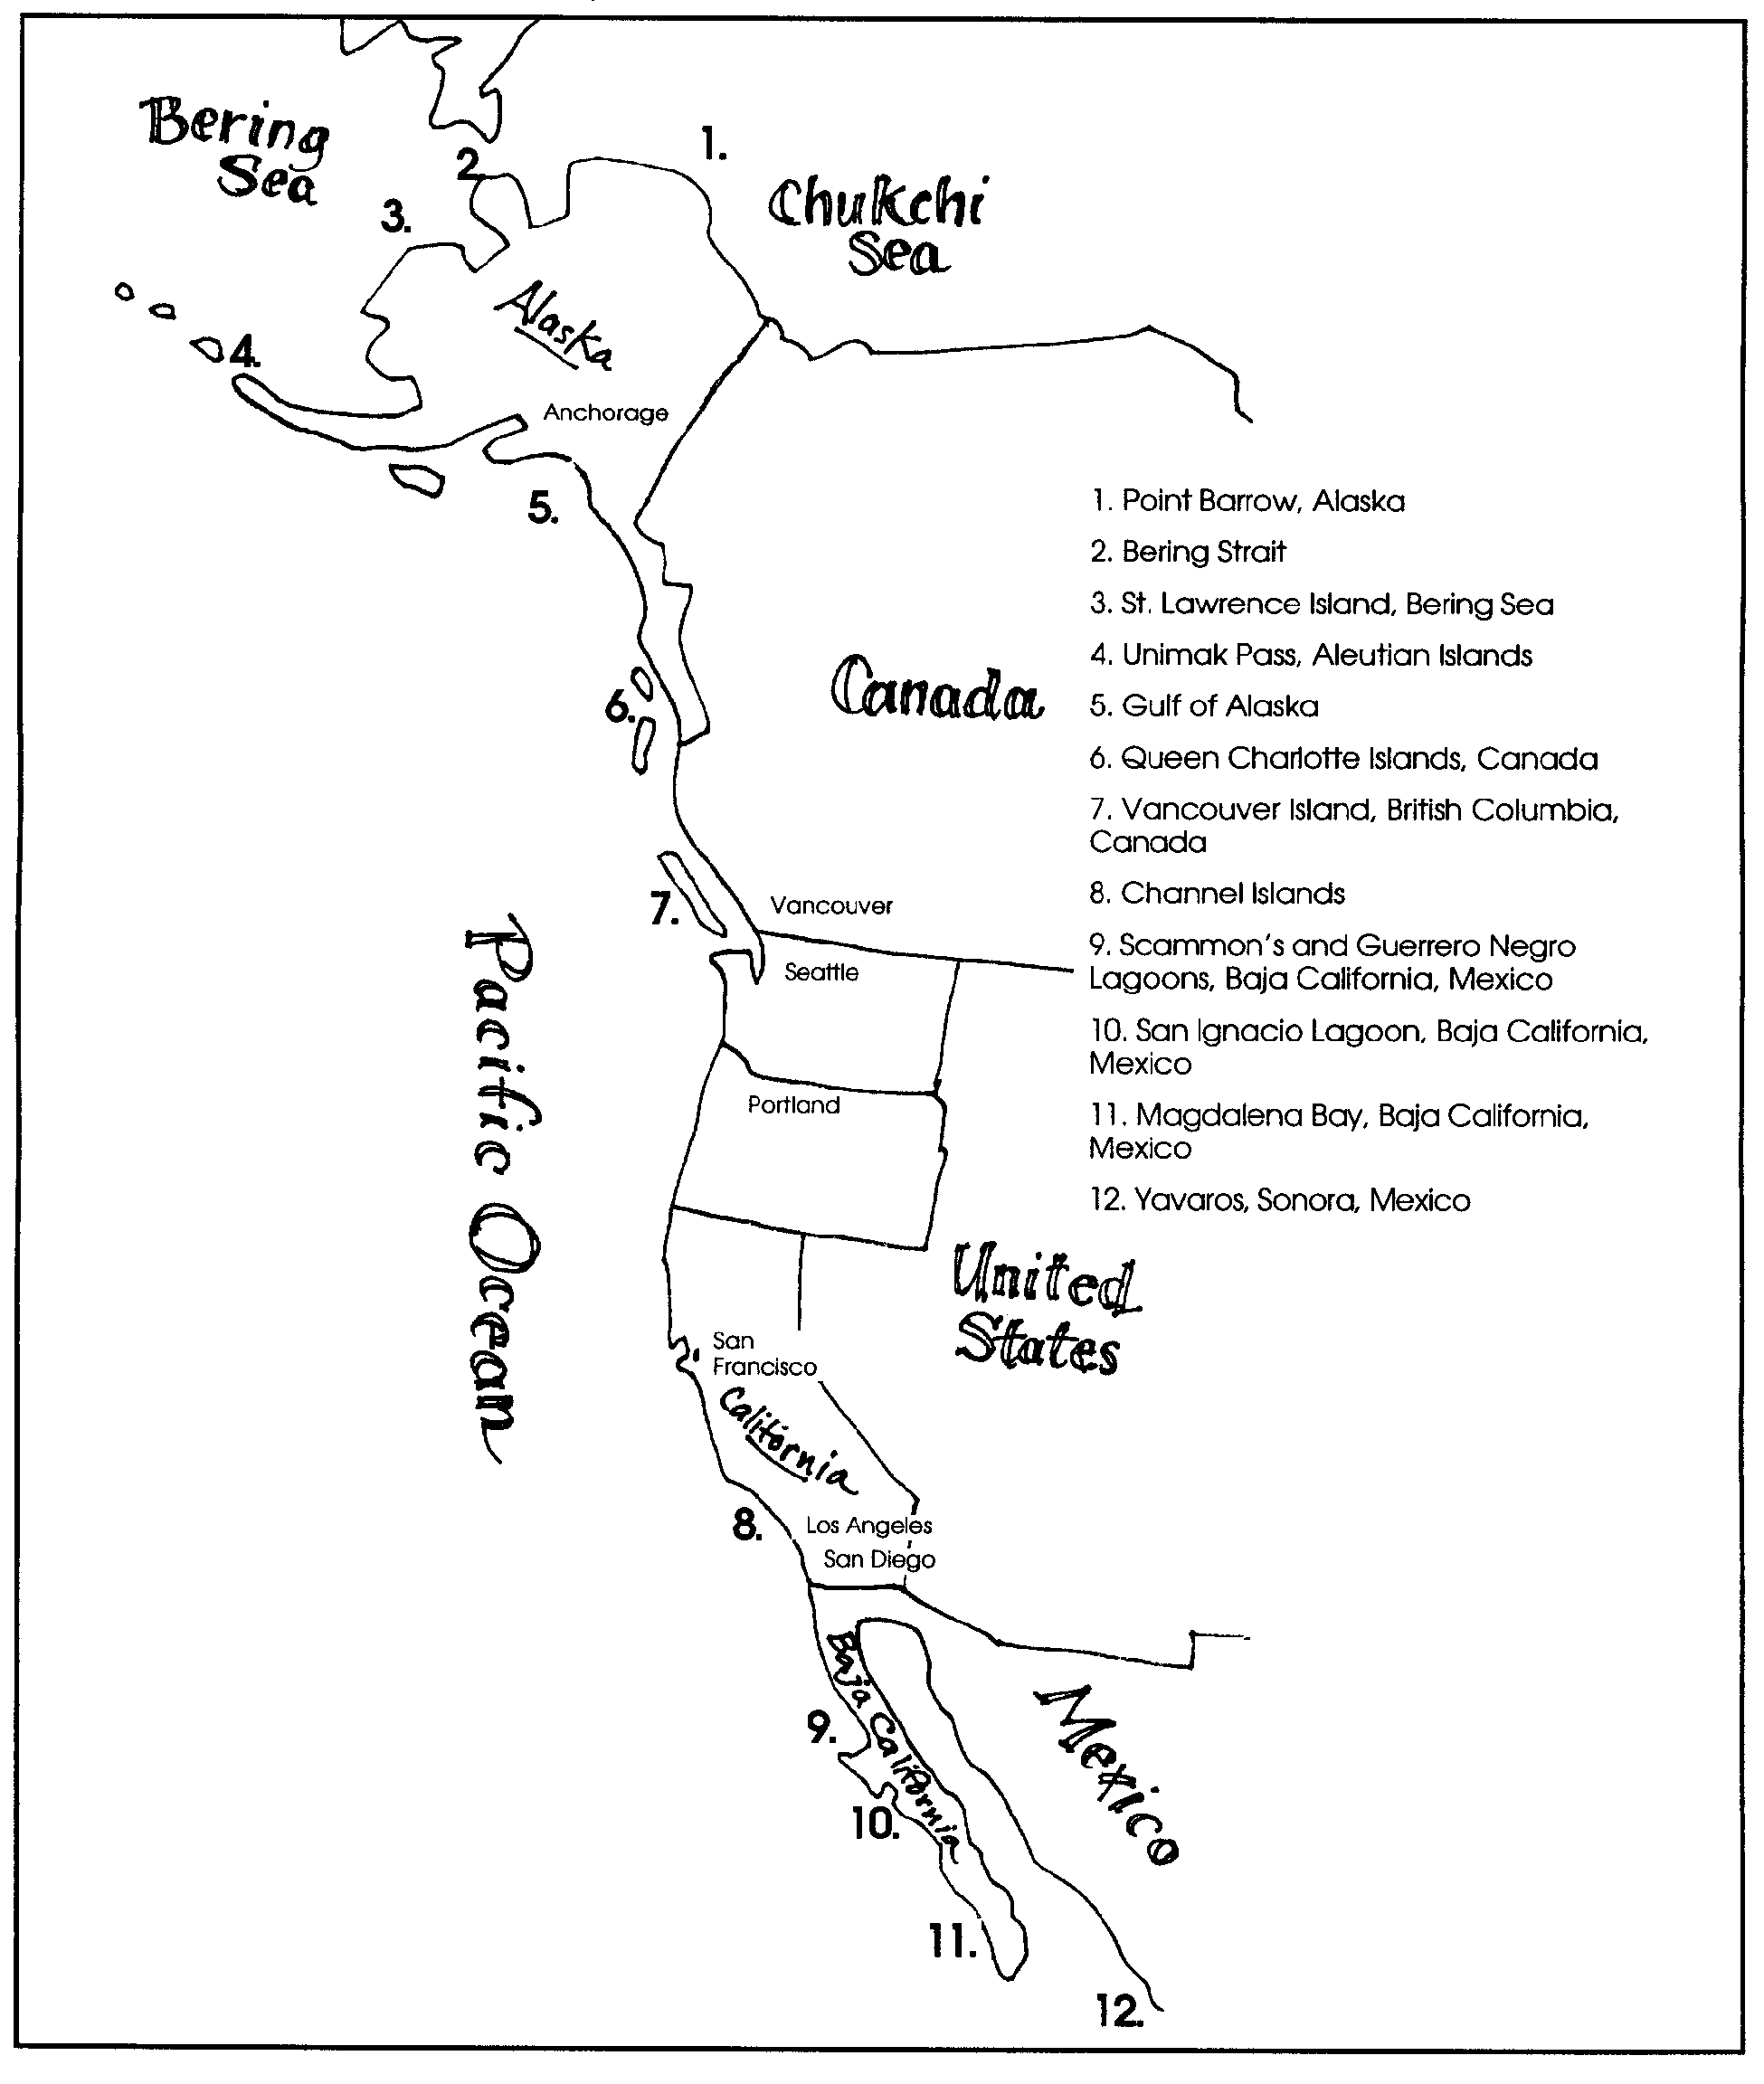 Bering
Sea
1.
2.
Chukchi
Sea
3.
Alaska
4.
Anchorage
5.
1. Point Barrow, Alaska
2. Bering Strait
3. St. Lawrence Island, Bering Sea
4. Unimak Pass, Aleutian Islands
5. Gulf of Alaska
6. Queen Charlotte Islands, Canada
7. Vancouver Island, British Columbia,
Canada
8. Channel Islands
9. Scammon's and Guerrero Negro
Lagoons, Baja California, Mexico
10. San Ignacio Lagoon, Baja California,
Mexico
11. Magdalena Bay, Baja California,
Mexico
12. Yavaros, Sonora, Mexico
Canada
6.
7.
Vancouver
Seattle
Pacific Ocean
Portland
United
States
San
Francisco
California
8.
Los Angeles
San Diego
Baja California
Mexico
9.
10.
11.
12.